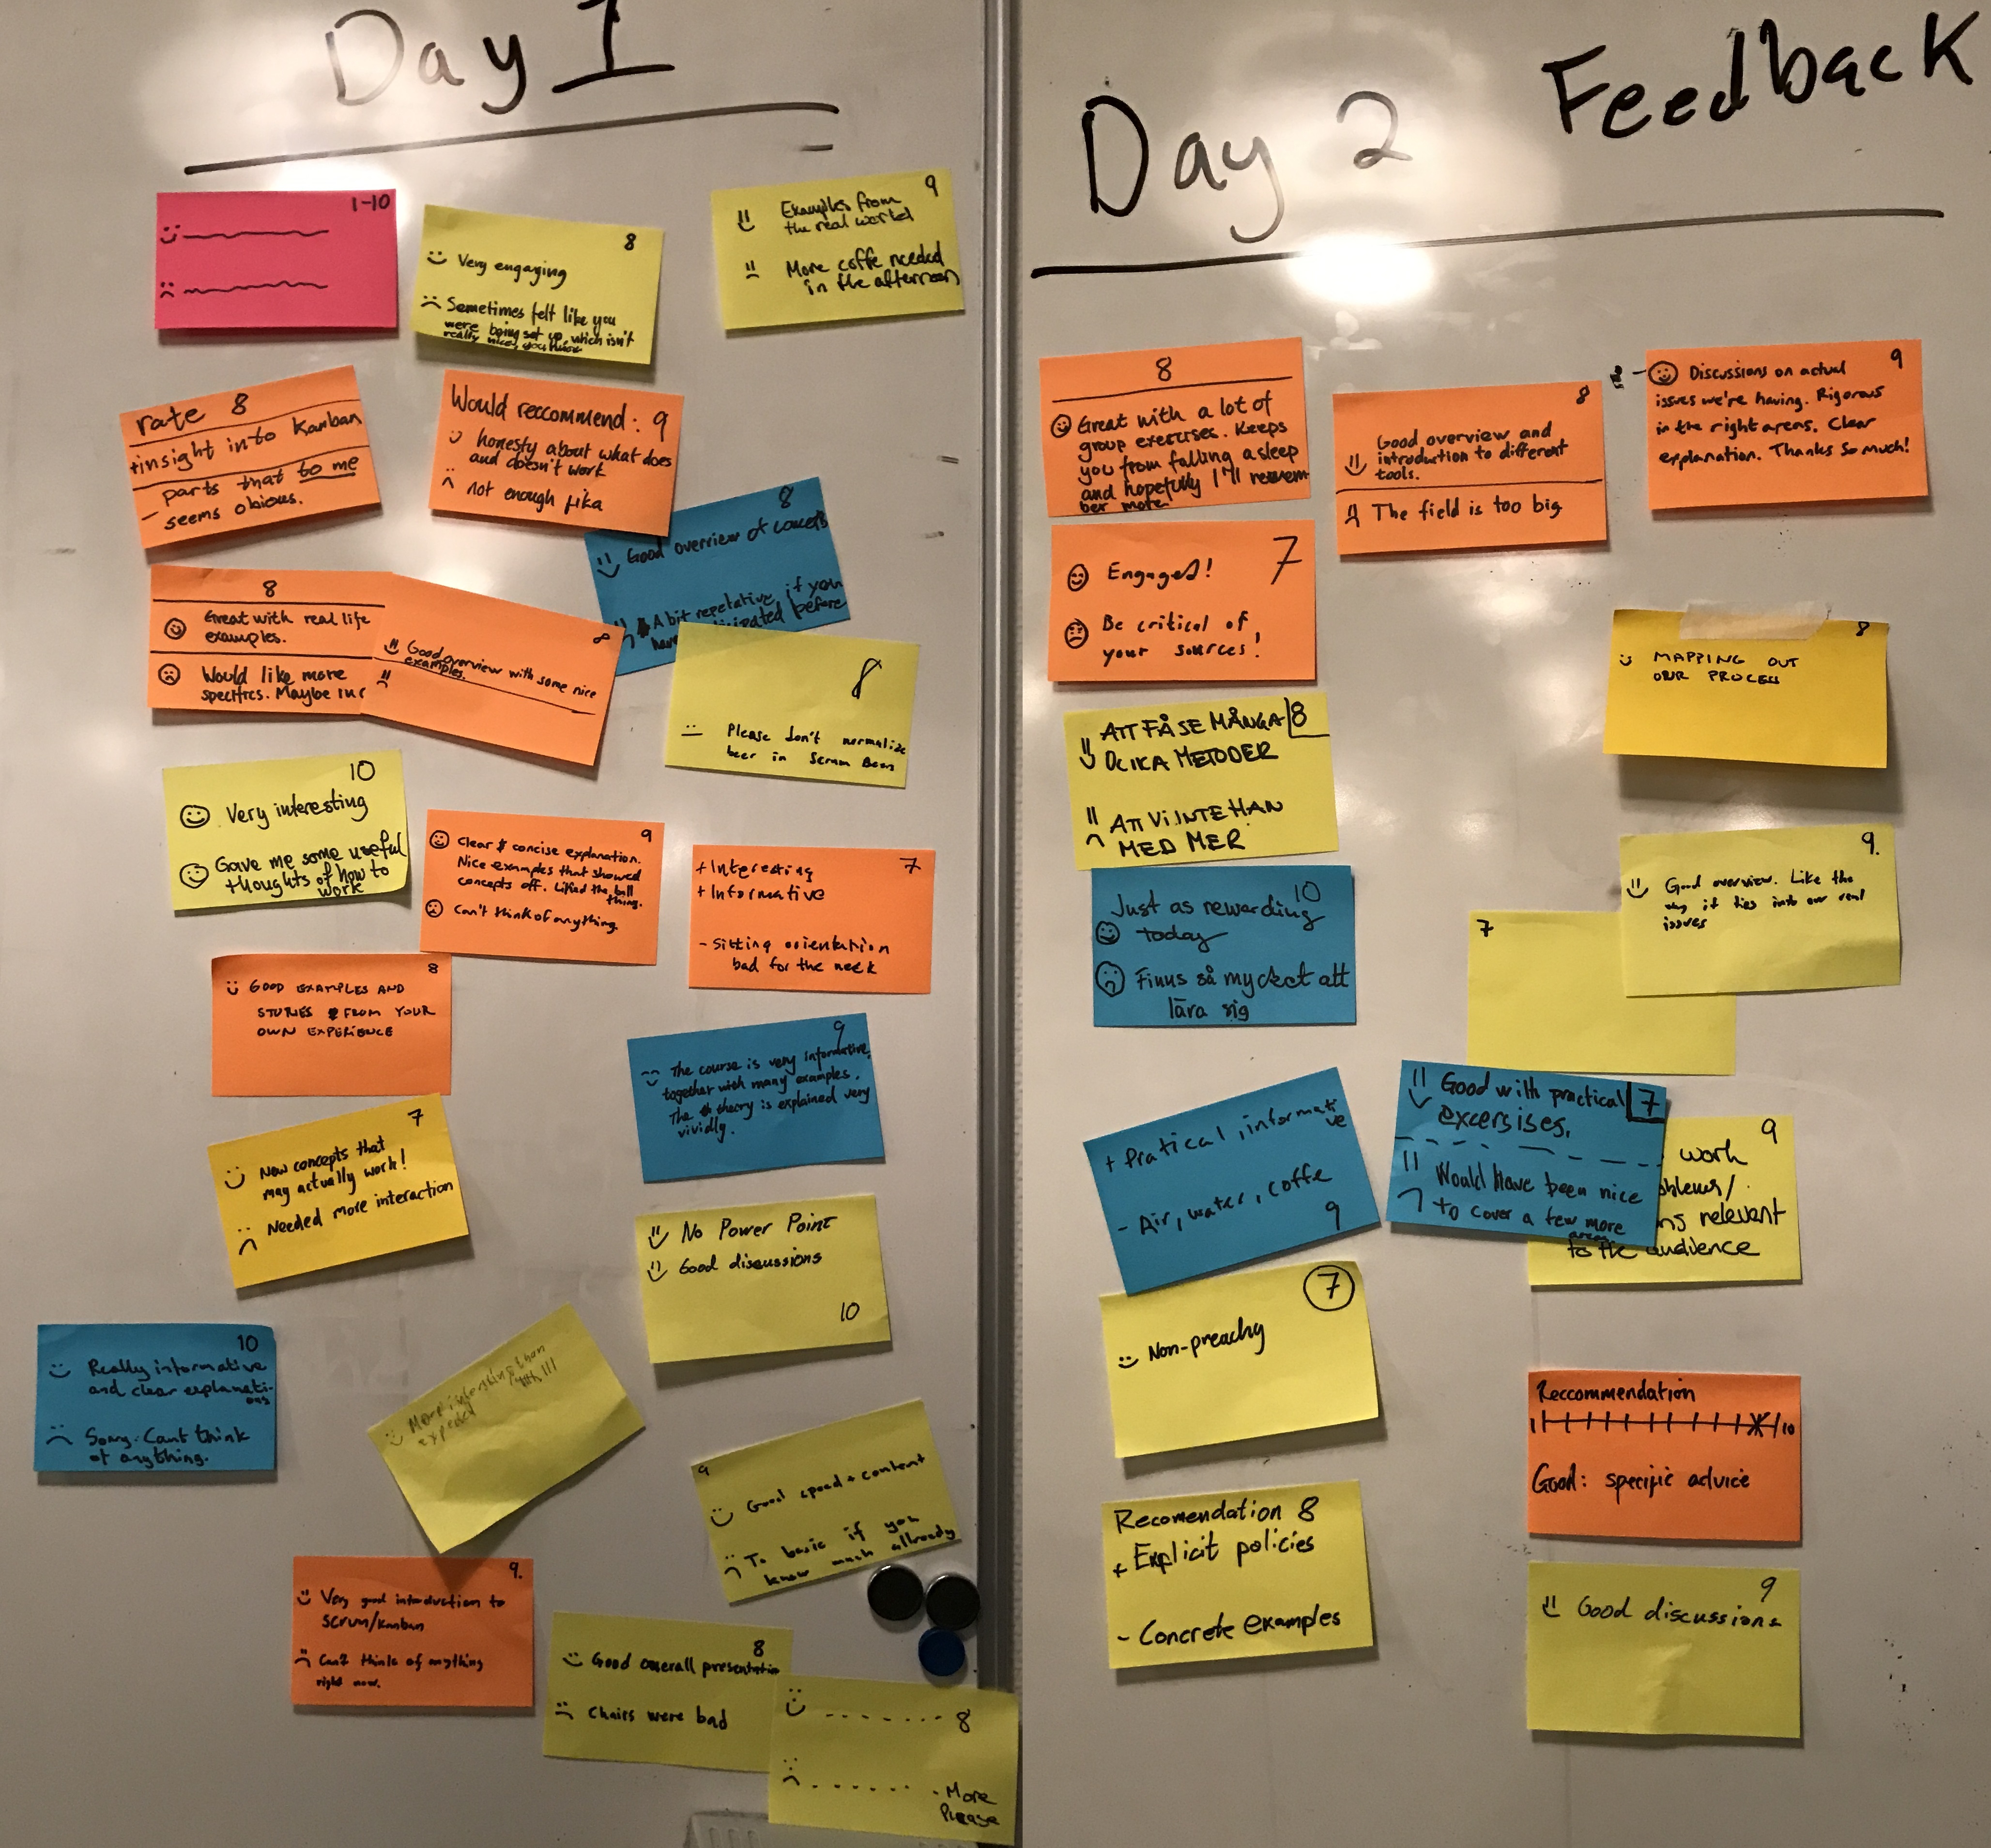 Day 1
1-10
8
Very engaging
Sometimes felt like you
were being set up, which isn't
really nice, you know
9
Examples from
the real world
More coffe needed
in the afternoon
rate 8
+insight into Kanban
- parts that to me
seems obious.
Would reccommend: 9
honesty about what does
and doesn't work
not enough fika
8
Good overview of concepts
A bit repetative if you
8
Great with real life
examples.
Would like more
specifics. Maybe
8
Good overview with some nice
examples.
8
Please don't normalize
beer in Scrum Beers
10
Very interesting
Gave me some useful
thoughts of how to
work
9
Clear & concise explanation.
Nice examples that showed
concepts off. Liked the ball
thing.
Can't think of anything
7
+ Interesting
+ Informative
- Sitting orientation
bad for the neck
8
GOOD EXAMPLES AND
STORIES FROM YOUR
OWN EXPERIENCE
9
The course is very informative,
together with many examples.
The theory is explained very
vividly.
7
New concepts that
may actually work!
Needed more interaction
No Power Point
Good discussions
10
10
Really informative
and clear explanati-
ons
Sorry. Cant think
of anything.
More interesting than
expected
9
Good speed + content
To basic if you
know much allready
9.
Very good introduction to
scrum/kanban
Can't think of anything
right now.
8
Good overall presentation
Chairs were bad
8
- More
Please
Day 2 Feedback
8
Great with a lot of
group exercises. Keeps
you from falling asleep
and hopefully I'll remem
ber more
8
Good overview and
introduction to different
tools.
The field is too big
9
Discussions on actual
issues we're having. Rigorous
in the right areas. Clear
explanation. Thanks so much!
7
Engaged!
Be critical of
your sources!
8
MAPPING OUT
OUR PROCESS
8
ATT FÅ SE MÅNGA
OLIKA METODER
ATT VI INTE HAN
MED MER
9.
Good overview. Like the
way it ties into our real
issues
7
10
Just as rewarding
today
Finns så mycket att
lära sig
+ Pratical, informati
ve
- Air, water, coffe
9
7
Good with practical
excersises.
Would have been nice
to cover a few more
areas
9
work
relevant
to the audience
7
Non-preachy
Reccommendation
1 10
Good: specific advice
Recomendation 8
+ Explicit policies
- Concrete examples
9
Good discussions